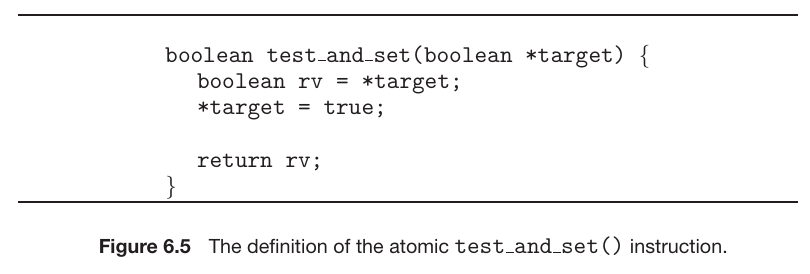 boolean test_and_set(boolean *target) {
boolean rv = *target;
*target = true;
return rv;
}
Figure 6.5 The definition of the atomic test_and_set() instruction.